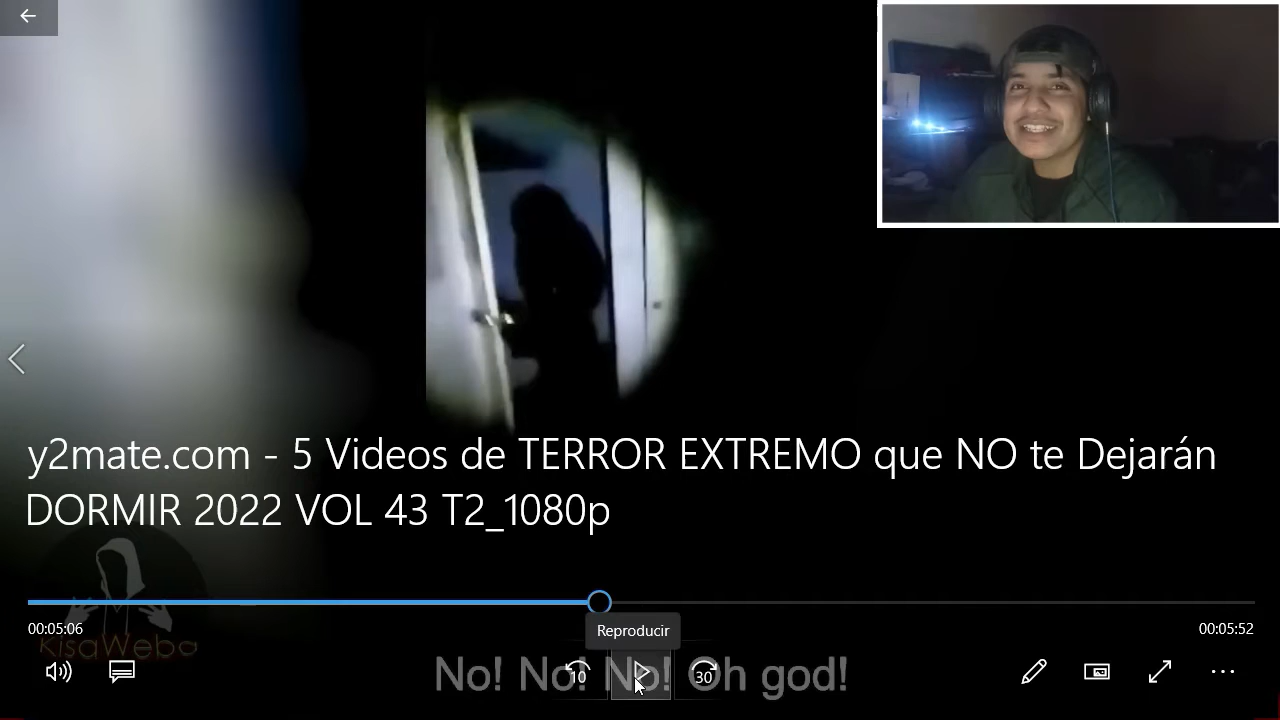 y2mate.com - 5 Videos de TERROR EXTREMO que NO te Dejarán
DORMIR 2022 VOL 43 T2_1080p
00:05:06
00:05:52
Reproducir
KisaWebo
10
30
No! No! No! Oh god!